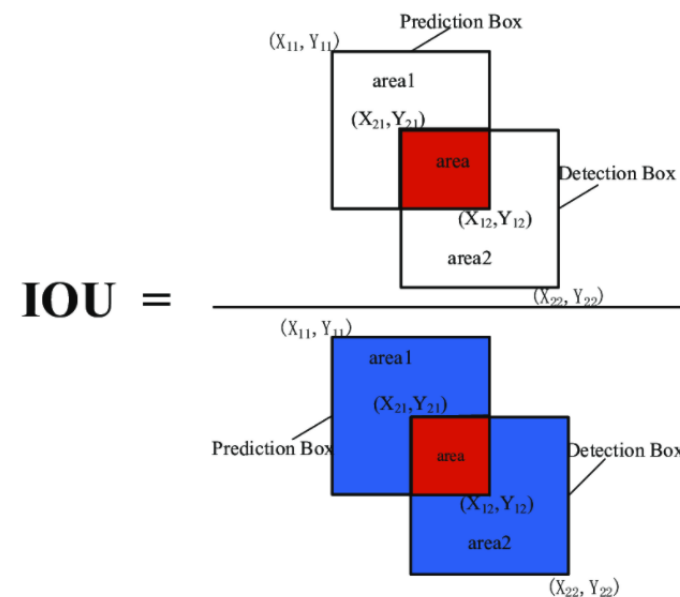 Prediction Box
(X₁₁, Y₁₁)
area1
(X₂₁,Y₂₁)
area
Detection Box
(X₁₂,Y₁₂)
area2
(X₂₂, Y₂₂)
IOU =
(X₁₁, Y₁₁)
area1
(X₂₁,Y₂₁)
Prediction Box
area
Detection Box
(X₁₂,Y₁₂)
area2
(X₂₂, Y₂₂)